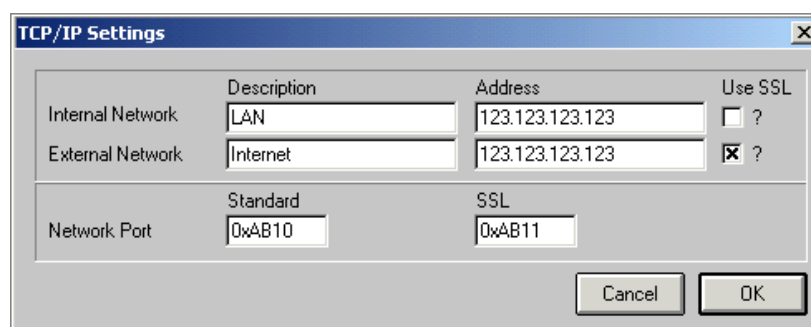 TCP/IP Settings
Description Address Use SSL
Internal Network LAN 123.123.123.123 ?
External Network Internet 123.123.123.123 ?
Standard SSL
Network Port 0xAB10 0xAB11
Cancel OK